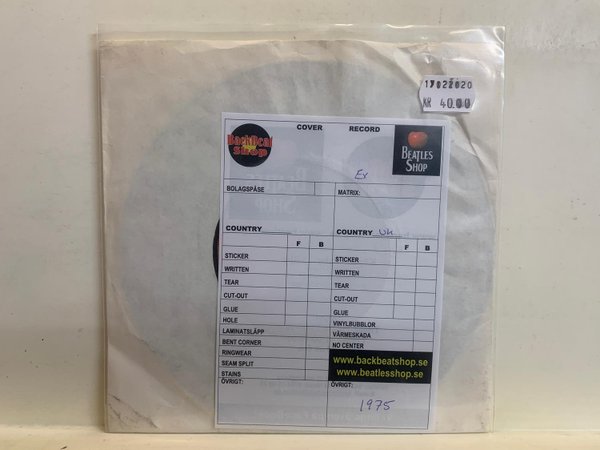 17022020
KR 40.00
COVER RECORD
BackBeat
Shop
BEATLES
SHOP
Ex
BOLAGSPÅSE MATRIX:
COUNTRY COUNTRY UK
F B F B
STICKER STICKER
WRITTEN WRITTEN
TEAR TEAR
CUT-OUT CUT-OUT
GLUE GLUE
HOLE VINYLBUBBLOR
LAMINATSLÄPP VÄRMESKADA
BENT CORNER NO CENTER
RINGWEAR www.backbeatshop.se
SEAM SPLIT www.beatlesshop.se
STAINS
ÖVRIGT: ÖVRIGT:
1975